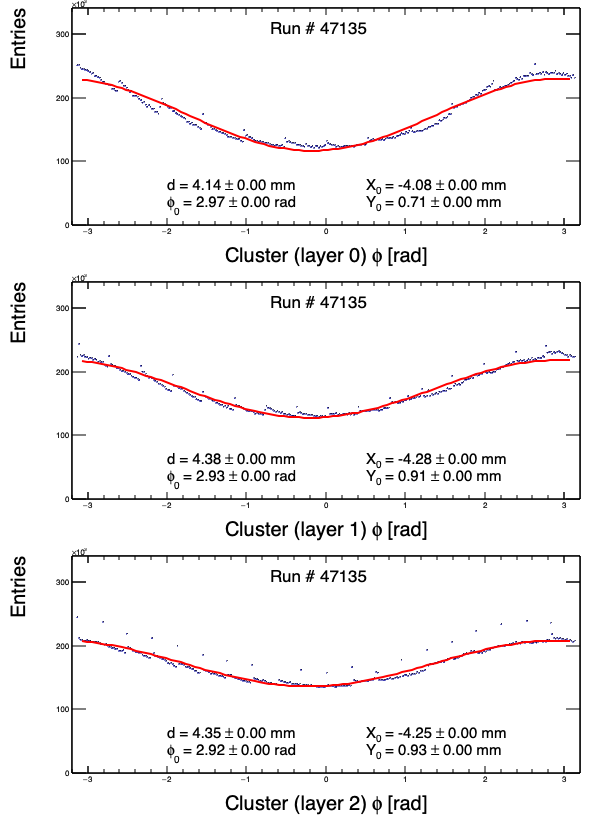 ×10²
Entries
300
200
100
0
Run # 47135
d = 4.14 ± 0.00 mm
X₀ = -4.08 ± 0.00 mm
ϕ₀ = 2.97 ± 0.00 rad
Y₀ = 0.71 ± 0.00 mm
−3 −2 −1 0 1 2 3
Cluster (layer 0) ϕ [rad]
×10²
Entries
300
200
100
0
Run # 47135
d = 4.38 ± 0.00 mm
X₀ = -4.28 ± 0.00 mm
ϕ₀ = 2.93 ± 0.00 rad
Y₀ = 0.91 ± 0.00 mm
−3 −2 −1 0 1 2 3
Cluster (layer 1) ϕ [rad]
×10²
Entries
300
200
100
0
Run # 47135
d = 4.35 ± 0.00 mm
X₀ = -4.25 ± 0.00 mm
ϕ₀ = 2.92 ± 0.00 rad
Y₀ = 0.93 ± 0.00 mm
−3 −2 −1 0 1 2 3
Cluster (layer 2) ϕ [rad]